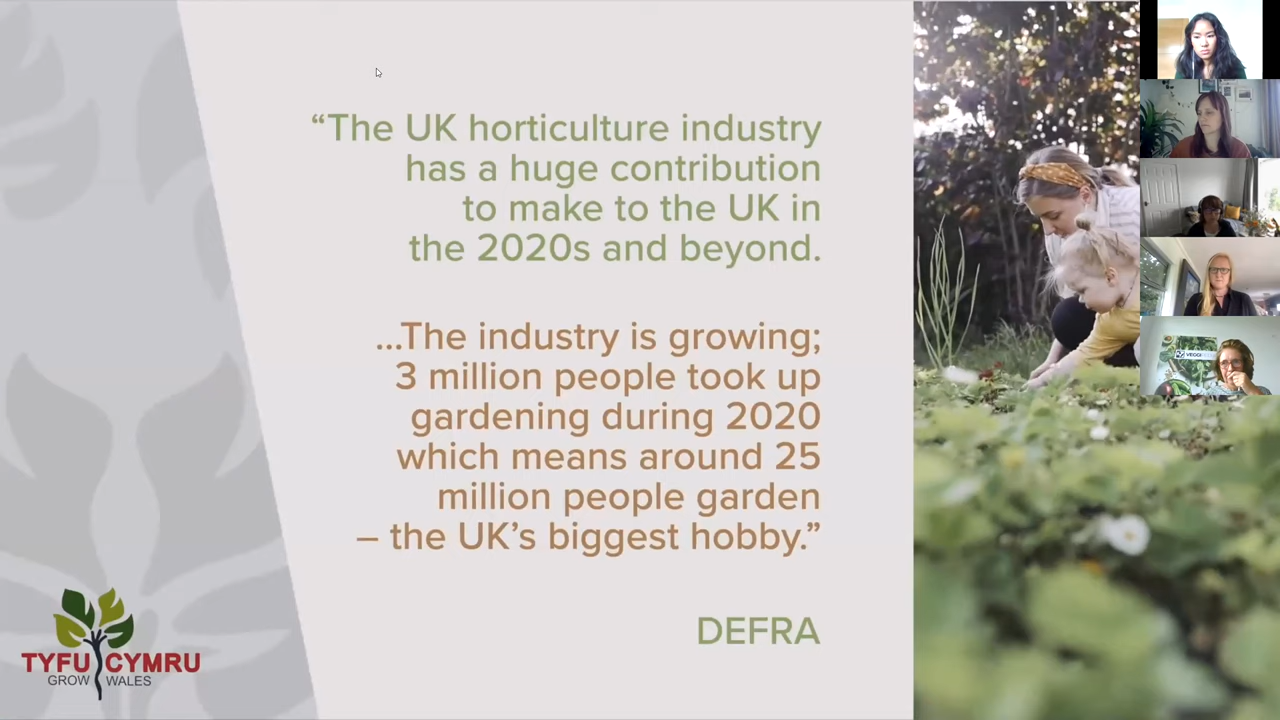 “The UK horticulture industry
has a huge contribution
to make to the UK in
the 2020s and beyond.
...The industry is growing;
3 million people took up
gardening during 2020
which means around 25
million people garden
– the UK’s biggest hobby.”
DEFRA
TYFU CYMRU
GROW WALES